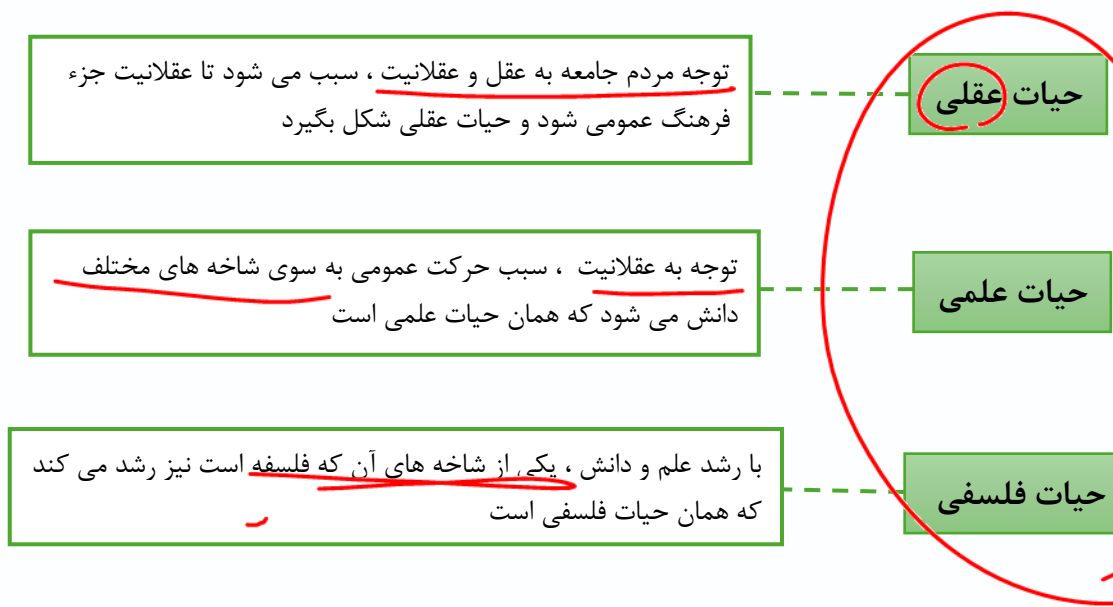 حیات عقلی
توجه مردم جامعه به عقل و عقلانیت ، سبب می شود تا عقلانیت جزء
فرهنگ عمومی شود و حیات عقلی شکل بگیرد
حیات علمی
توجه به عقلانیت ، سبب حرکت عمومی به سوی شاخه های مختلف
دانش می شود که همان حیات علمی است
حیات فلسفی
با رشد علم و دانش ، یکی از شاخه های آن که فلسفه است نیز رشد می کند
که همان حیات فلسفی است